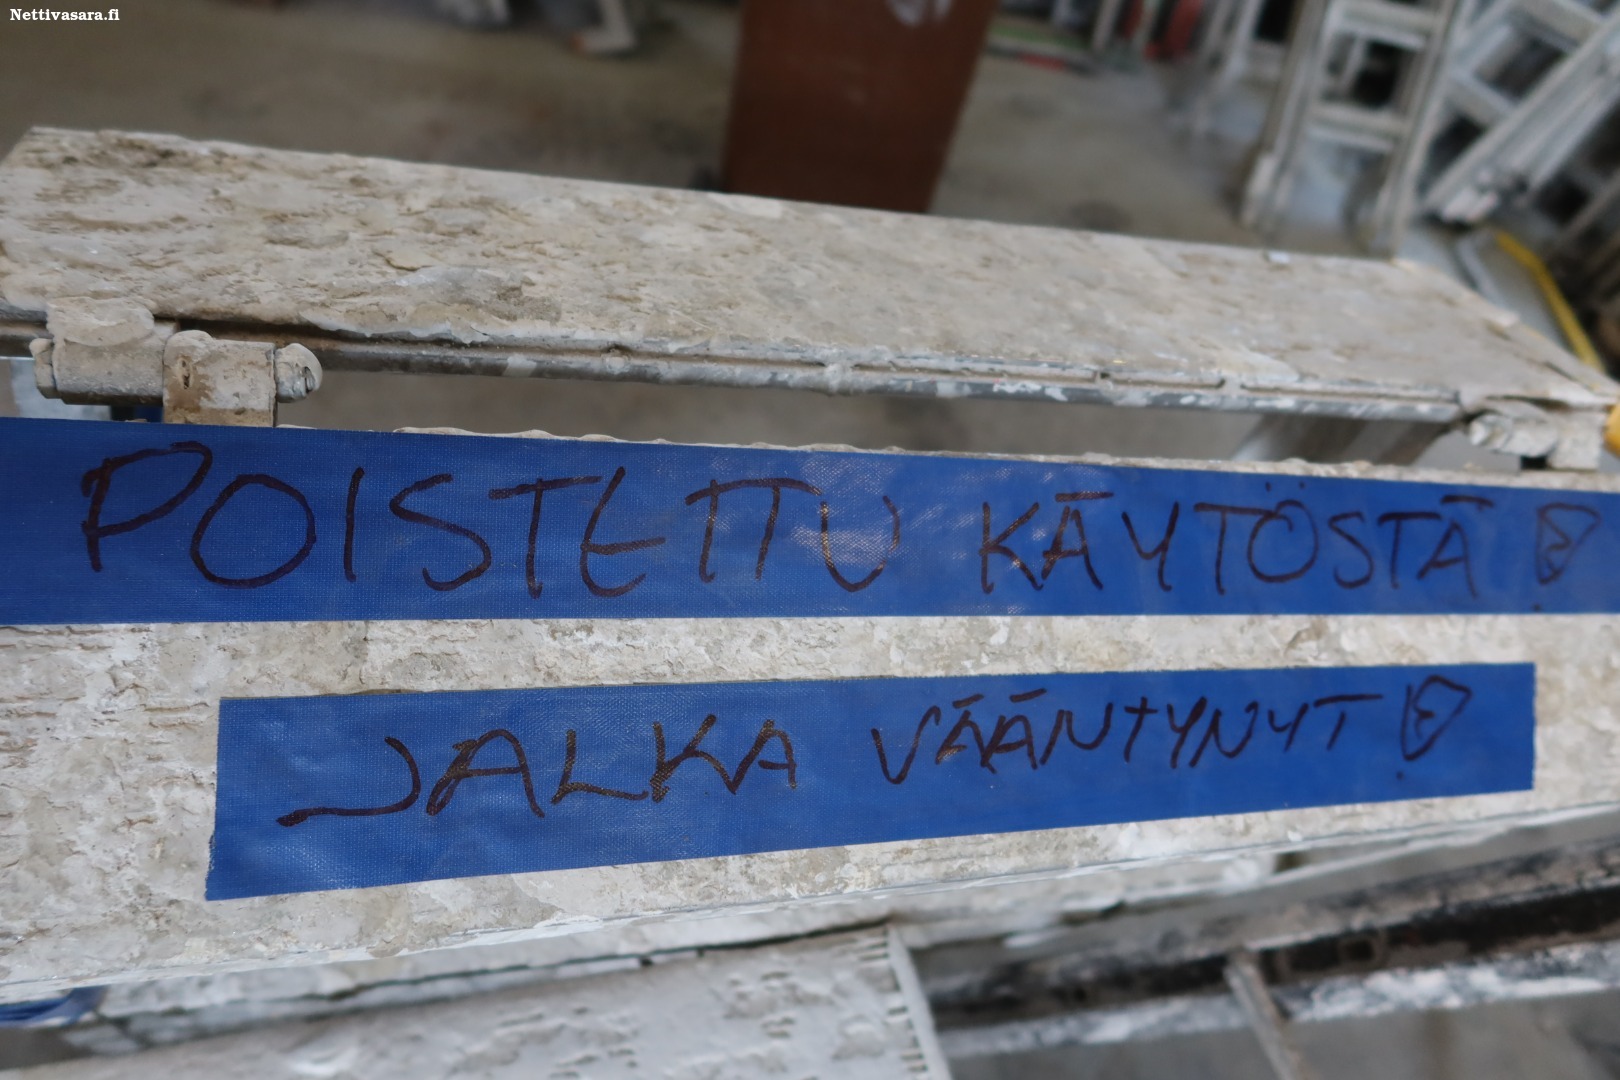 Nettivasara.fi
POISTETTU KÄYTÖSTÄ !
JALKA VÄÄNTYNYT !